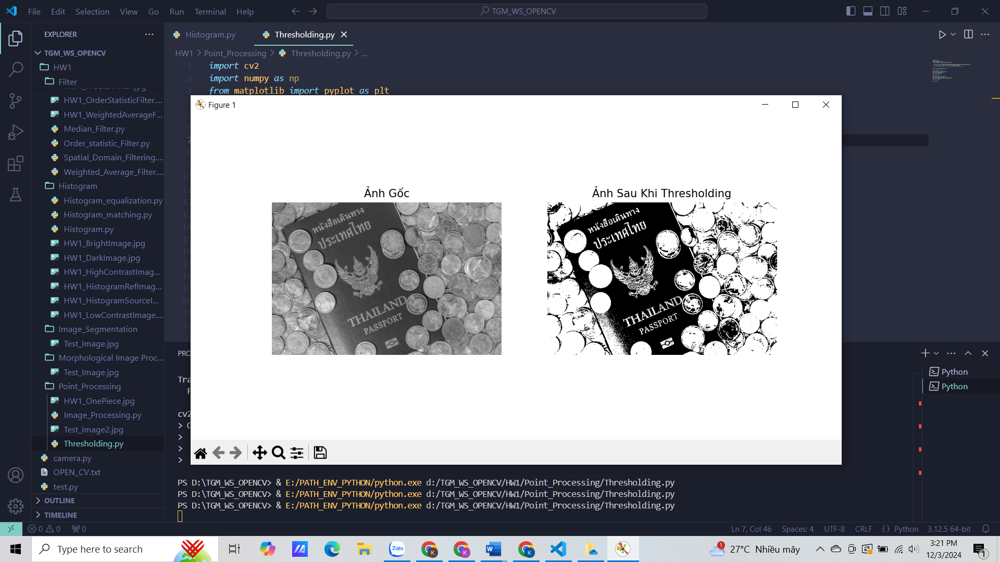 File Edit Selection View Go Run Terminal Help
TGM_WS_OPENCV
EXPLORER
TGM_WS_OPENCV
HW1
Filter
HW1_OrderStatisticFilter....
HW1_WeightedAverageF...
Median_Filter.py
Order_statistic_Filter.py
Spatial_Domain_Filtering....
Weighted_Average_Filter....
Histogram
Histogram_equalization.py
Histogram_matching.py
Histogram.py
HW1_BrightImage.jpg
HW1_DarkImage.jpg
HW1_HighContrastImag...
HW1_HistogramRefImag...
HW1_HistogramSourceI...
HW1_LowContrastImage....
Image_Segmentation
Test_Image.jpg
Morphological Image Proc...
Test_Image.jpg
Point_Processing
HW1_OnePiece.jpg
Image_Processing.py
Test_Image2.jpg
Thresholding.py
camera.py
OPEN_CV.txt
test.py
OUTLINE
TIMELINE
Histogram.py
Thresholding.py
HW1 > Point_Processing > Thresholding.py > ...
1 import cv2
2 import numpy as np
3 from matplotlib import pyplot as plt
Figure 1
Ảnh Gốc
หนังสือเดินทาง
ประเทศไทย
THAILAND
PASSPORT
Ảnh Sau Khi Thresholding
หนังสือเดินทาง
ประเทศไทย
THAILAND
PASSPORT
PRO
Tra
cv2
>
>
>
>
Python
Python
PS D:\TGM_WS_OPENCV> & E:/PATH_ENV_PYTHON/python.exe d:/TGM_WS_OPENCV/HW1/Point_Processing/Thresholding.py
PS D:\TGM_WS_OPENCV> & E:/PATH_ENV_PYTHON/python.exe d:/TGM_WS_OPENCV/HW1/Point_Processing/Thresholding.py
PS D:\TGM_WS_OPENCV> & E:/PATH_ENV_PYTHON/python.exe d:/TGM_WS_OPENCV/HW1/Point_Processing/Thresholding.py
0 0 0
Ln 7, Col 46 Spaces: 4 UTF-8 CRLF {} Python 3.12.5 64-bit
Type here to search
Zalo
K K W K
1
27°C Nhiều mây
3:21 PM
12/3/2024
1